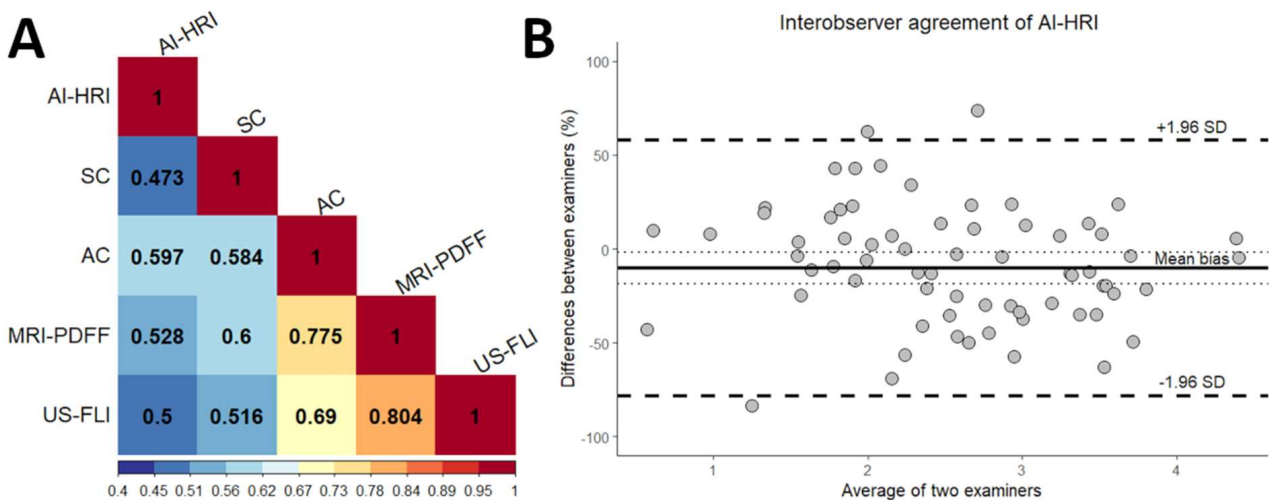 A
AI-HRI
AI-HRI
1
SC
SC
0.473
1
AC
AC
0.597
0.584
1
MRI-PDFF
MRI-PDFF
0.528
0.6
0.775
1
US-FLI
US-FLI
0.5
0.516
0.69
0.804
1
0.4 0.45 0.51 0.56 0.62 0.67 0.73 0.78 0.84 0.89 0.95 1
B
Interobserver agreement of AI-HRI
Differences between examiners (%)
100
50
0
-50
-100
+1.96 SD
Mean bias
-1.96 SD
1 2 3 4
Average of two examiners